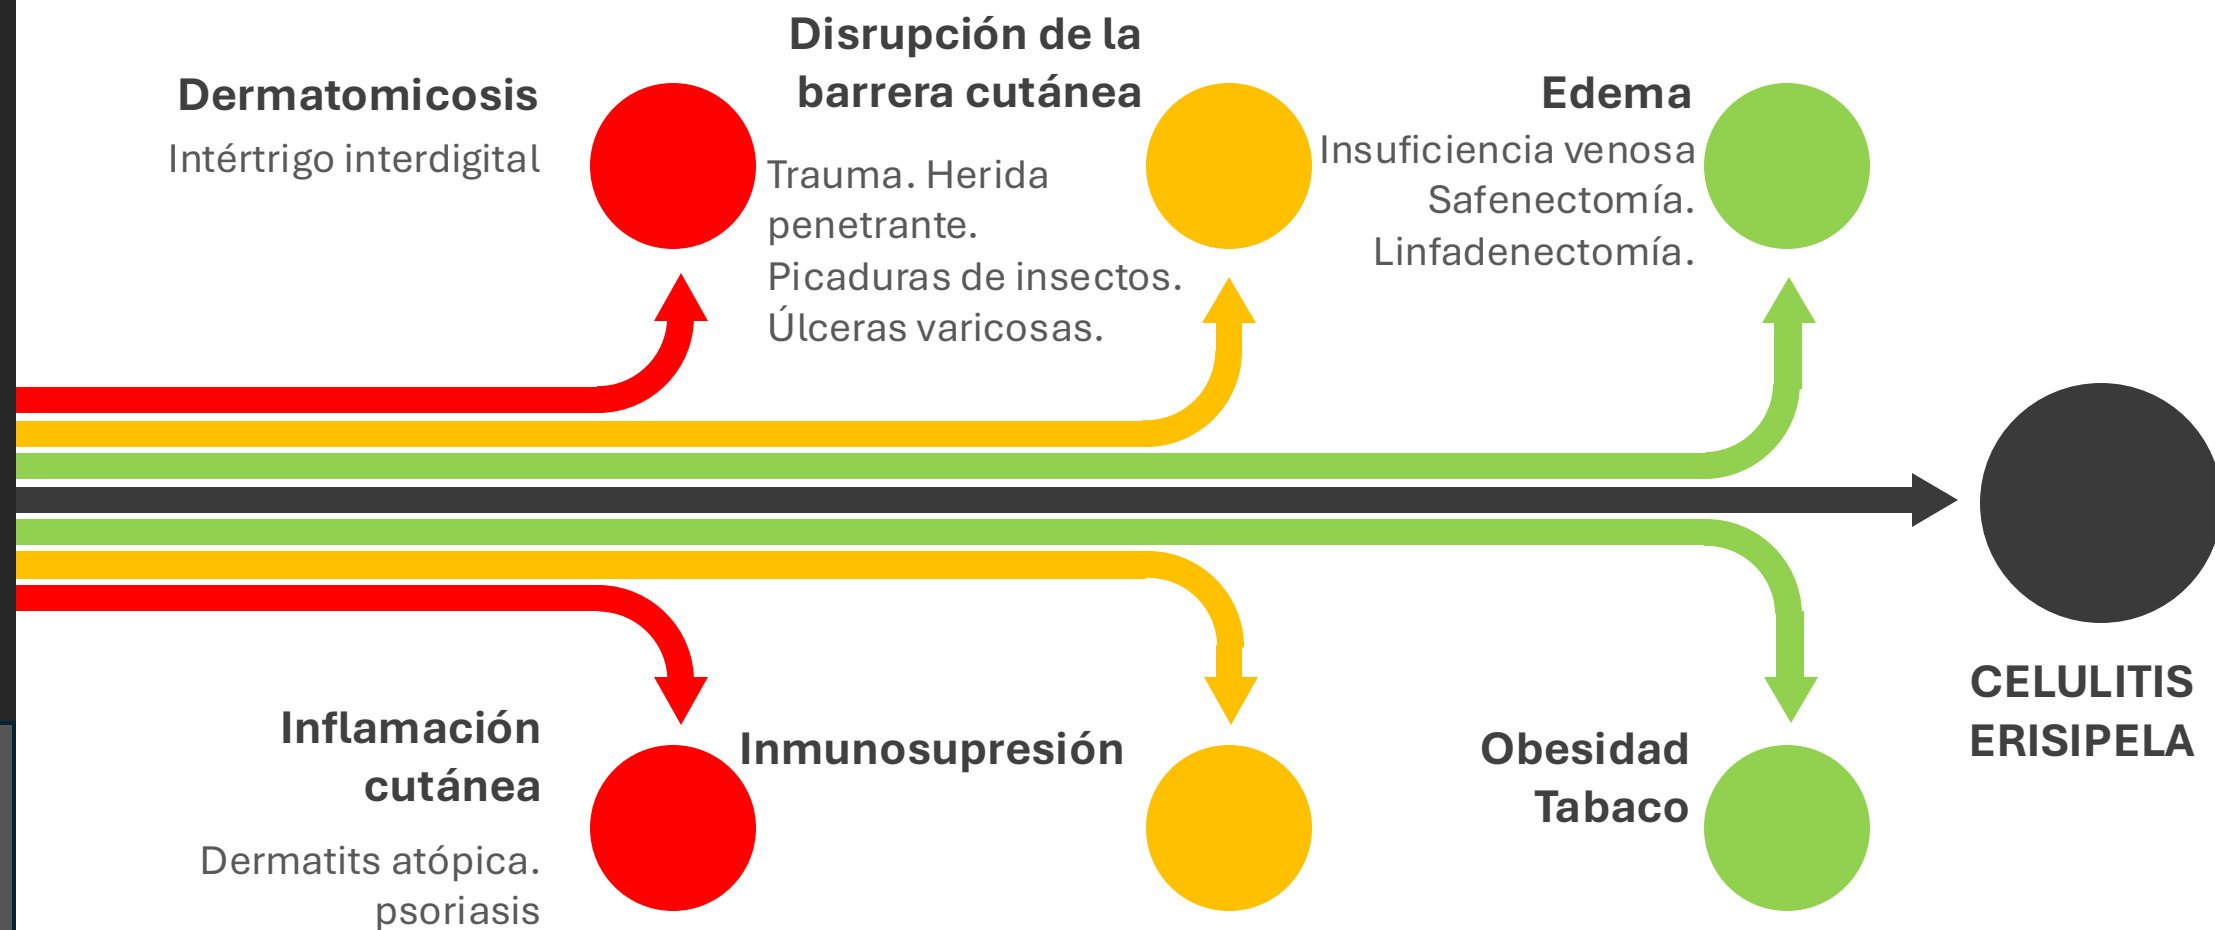 Dermatomicosis
Intértrigo interdigital
Disrupción de la
barrera cutánea
Trauma. Herida
penetrante.
Picaduras de insectos.
Úlceras varicosas.
Edema
Insuficiencia venosa
Safenectomía.
Linfadenectomía.
CELULITIS
ERISIPELA
Inflamación
cutánea
Dermatits atópica.
psoriasis
Inmunosupresión
Obesidad
Tabaco